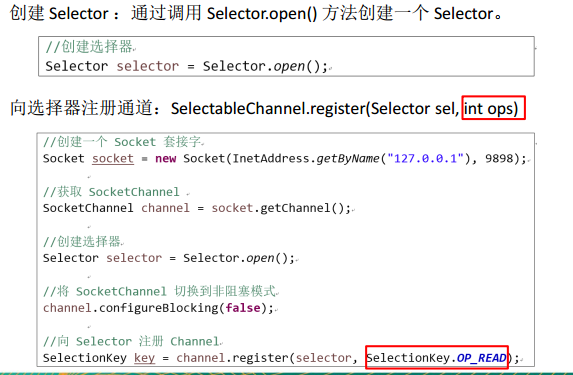 创建 Selector ：通过调用 Selector.open() 方法创建一个 Selector。
//创建选择器
Selector selector = Selector.open();
向选择器注册通道：SelectableChannel.register(Selector sel, int ops)
//创建一个 Socket 套接字
Socket socket = new Socket(InetAddress.getByName("127.0.0.1"), 9898);
//获取 SocketChannel
SocketChannel channel = socket.getChannel();
//创建选择器
Selector selector = Selector.open();
//将 SocketChannel 切换到非阻塞模式
channel.configureBlocking(false);
//向 Selector 注册 Channel
SelectionKey key = channel.register(selector, SelectionKey.OP_READ);